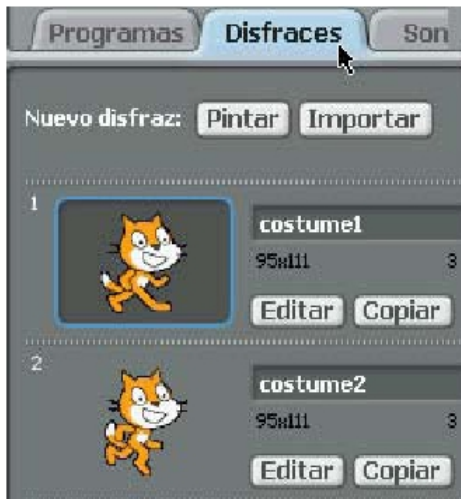 Programas Disfraces Son
Nuevo disfraz: Pintar Importar
1
costume1
95x111 3
Editar Copiar
2
costume2
95x111 3
Editar Copiar